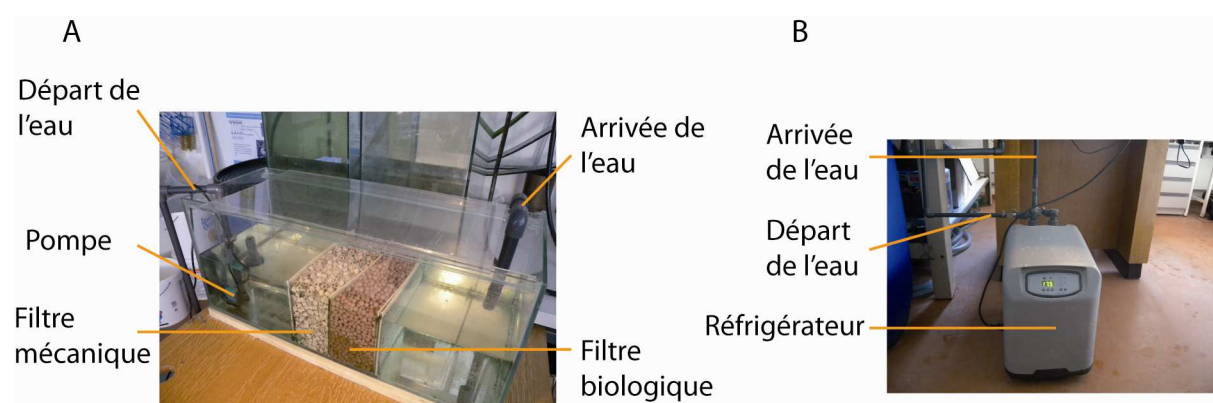 A
B
Départ de
l'eau
Pompe
Filtre
mécanique
Arrivée de
l'eau
Filtre
biologique
Arrivée
de l'eau
Départ
de l'eau
Réfrigérateur